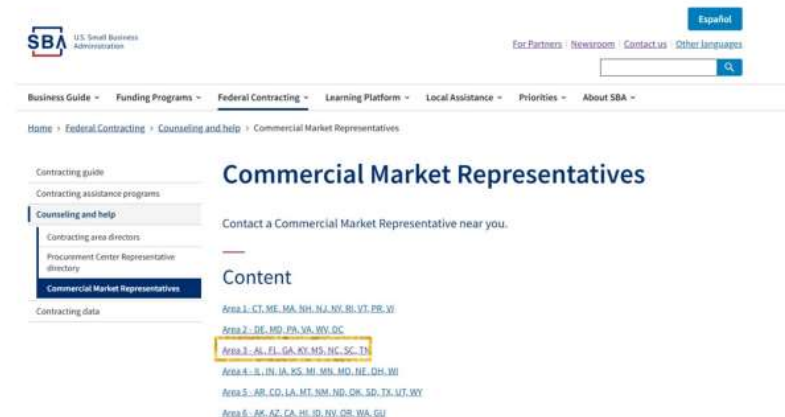 Español
SBA U.S. Small Business
Administration
For Partners Newsroom Contact us Other languages
Business Guide Funding Programs Federal Contracting Learning Platform Local Assistance Priorities About SBA
Home > Federal Contracting > Counseling and help > Commercial Market Representatives
Contracting guide
Contracting assistance programs
Counseling and help
Contracting area directors
Procurement Center Representative
directory
Commercial Market Representatives
Contracting data
Commercial Market Representatives
Contact a Commercial Market Representative near you.
Content
Area 1- CT, ME, MA, NH, NJ, NY, RI, VT, PR, VI
Area 2 - DE, MD, PA, VA, WV, DC
Area 3 - AL, FL, GA, KY, MS, NC, SC, TN
Area 4 - IL, IN, IA, KS, MI, MN, MO, NE, OH, WI
Area 5 - AR, CO, LA, MT, NM, ND, OK, SD, TX, UT, WY
Area 6 - AK, AZ, CA, HI, ID, NV, OR, WA, GU